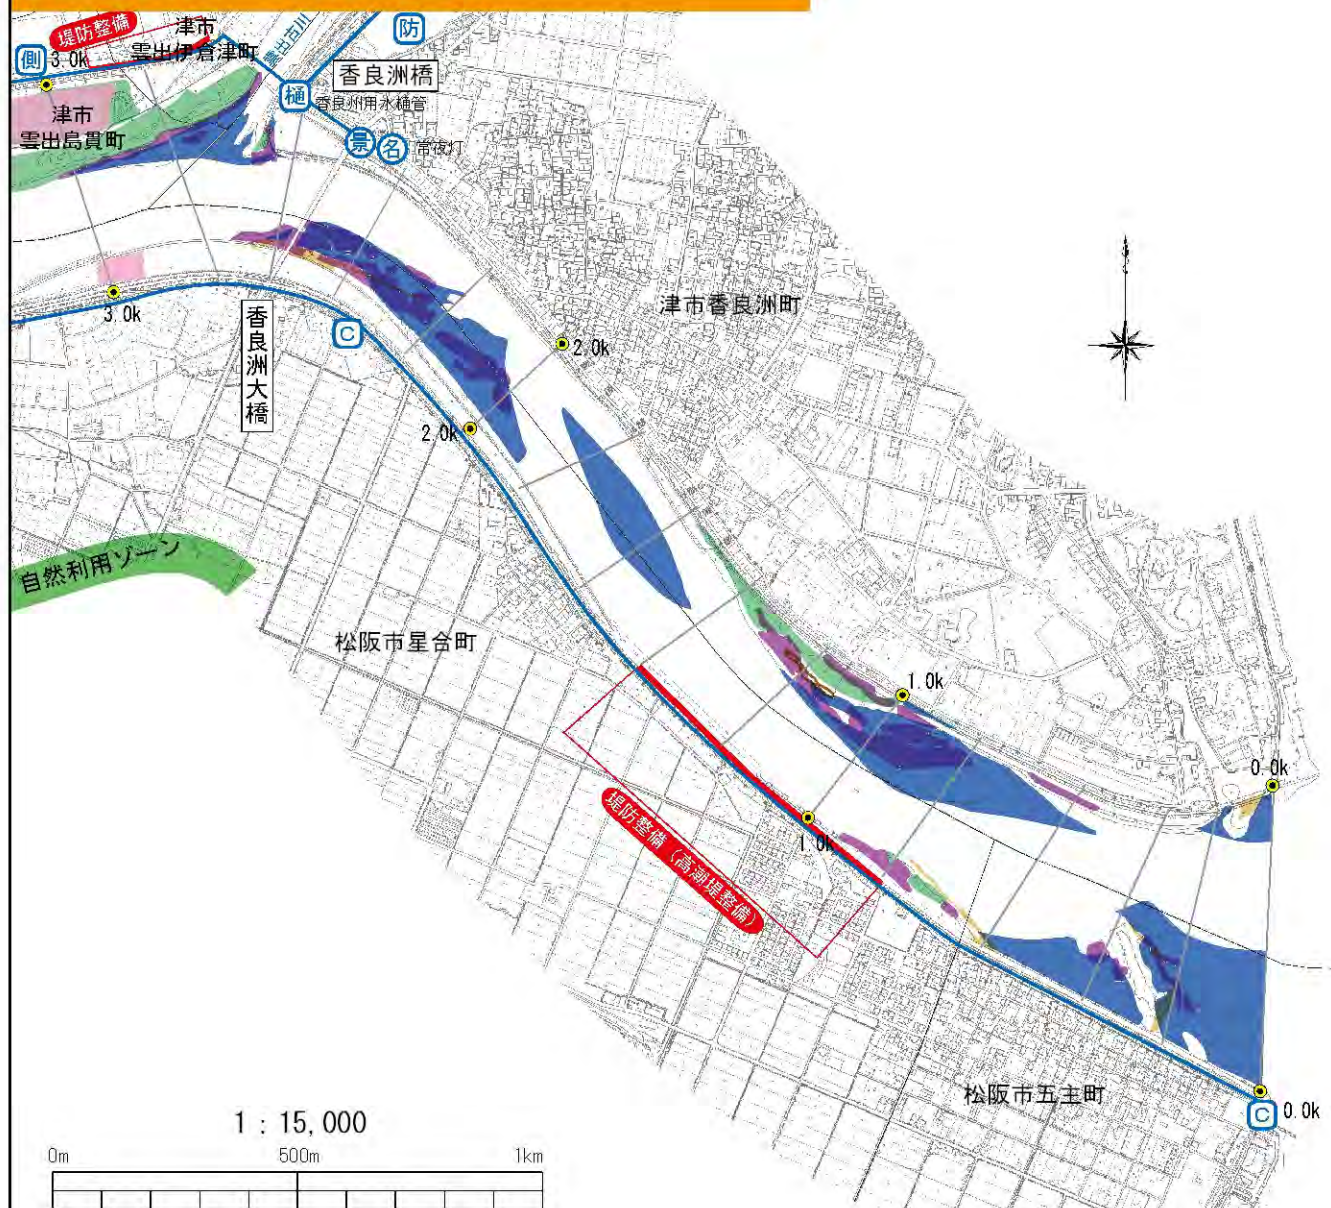 堤防整備
津市
雲出伊倉津町
側
3.0k
雲出古川
防
香良洲橋
樋
香良洲用水樋管
景
名
常夜灯
津市
雲出島貫町
3.0k
香良洲大橋
C
津市香良洲町
2.0k
2.0k
自然利用ゾーン
松阪市星合町
1.0k
0.0k
1.0k
堤防整備（高潮堤整備）
松阪市五主町
C
0.0k
1：15,000
0m
500m
1km